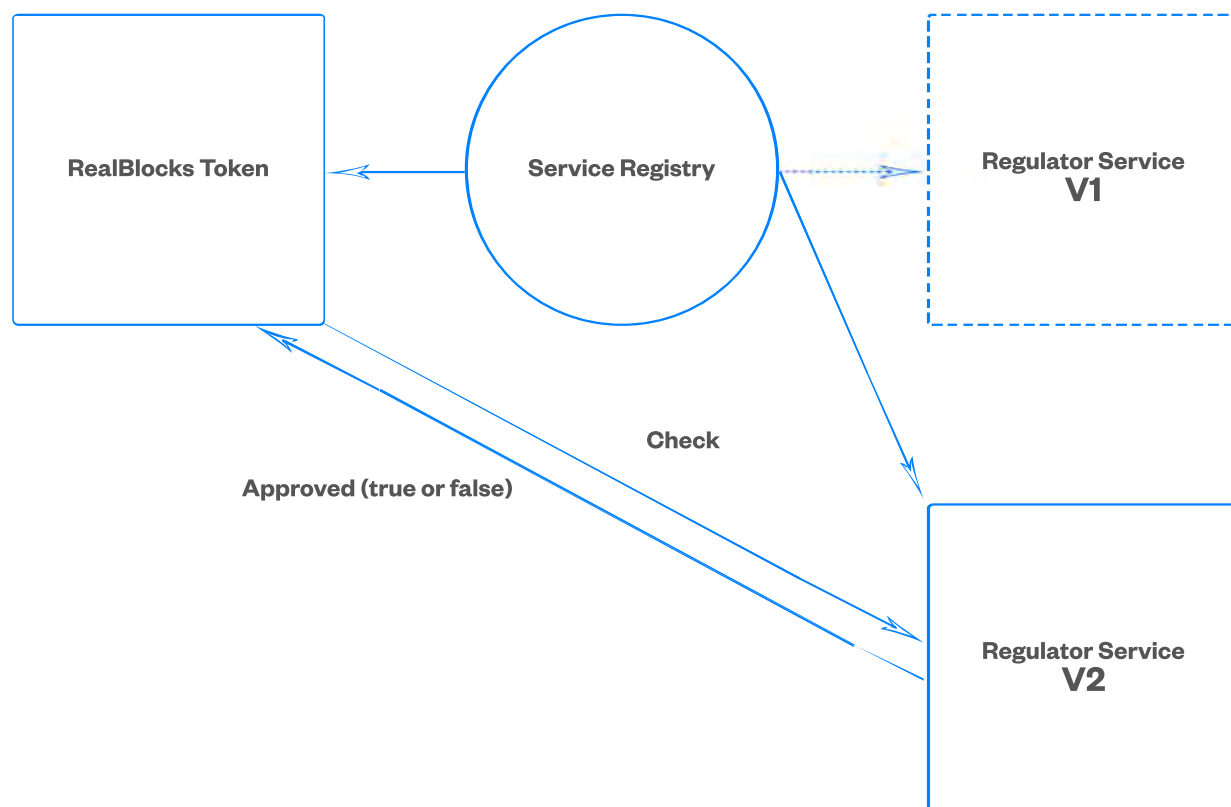 RealBlocks Token
Service Registry
Regulator Service
V1
Check
Approved (true or false)
Regulator Service
V2